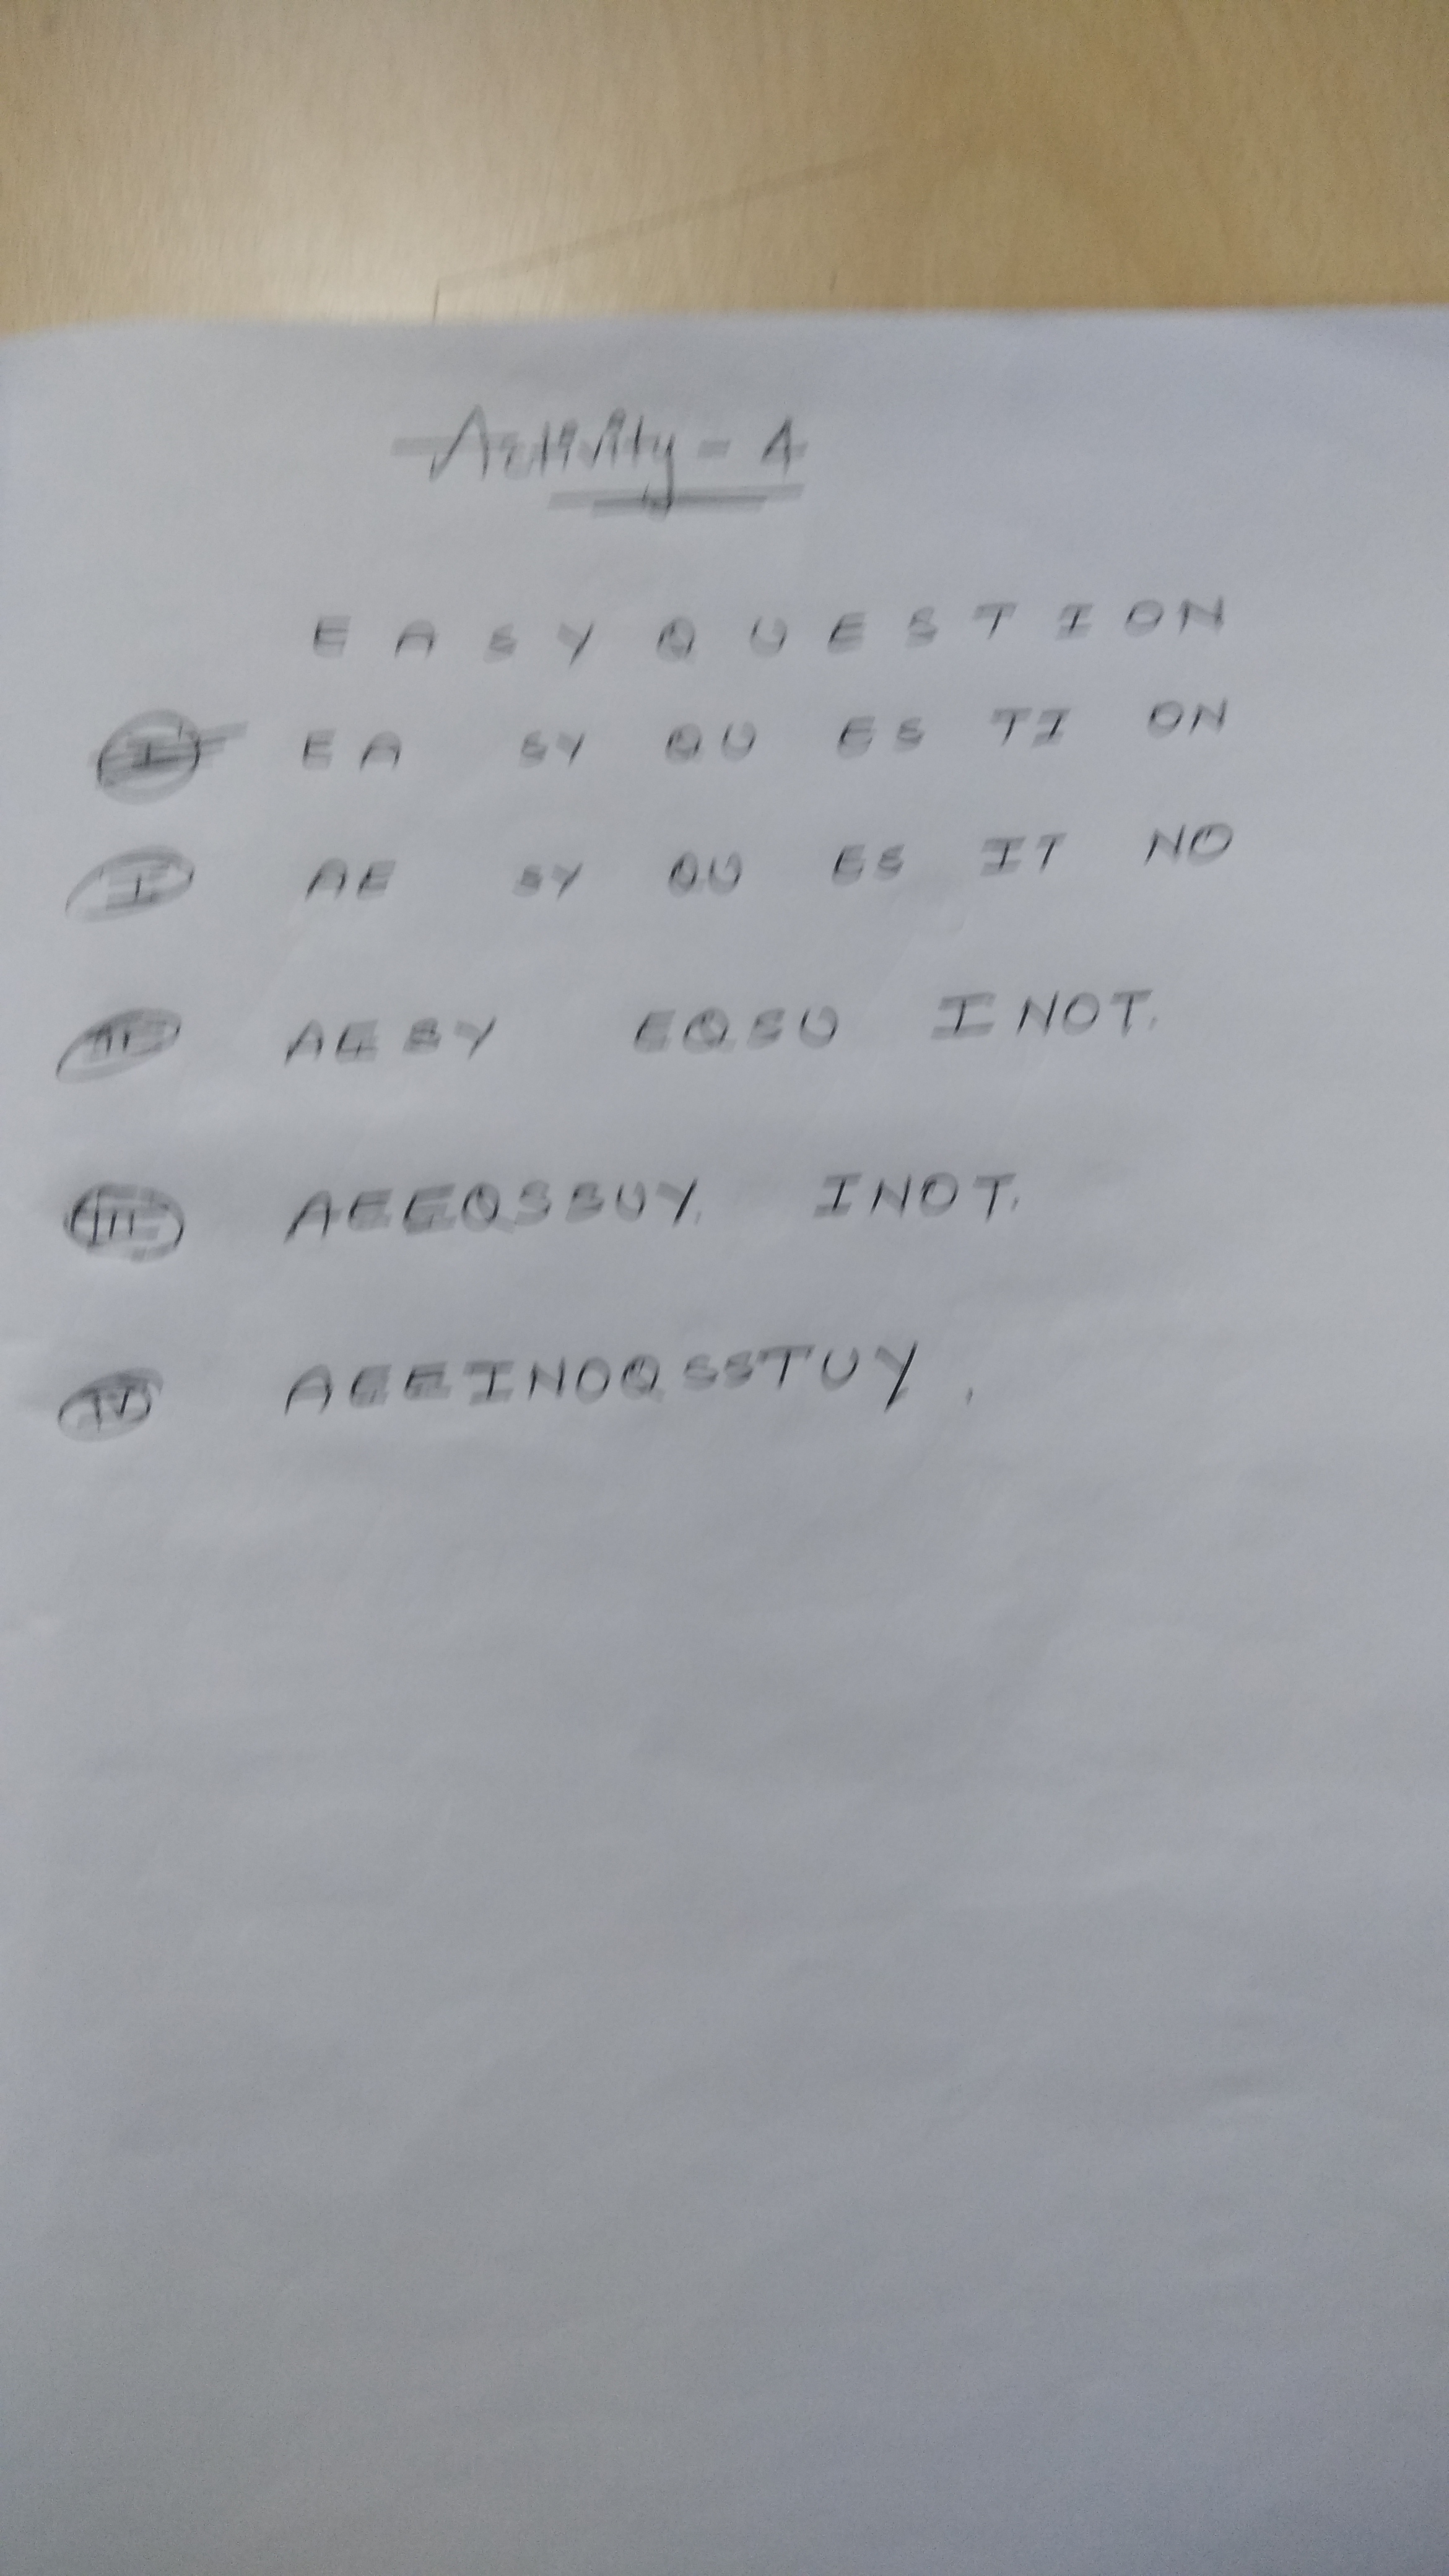 Activity - 4
E A S Y Q U E S T I O N
I EA SY QU ES TI ON
I AE SY QU ES IT NO
II AESY EQSU INOT.
III AEEQSSUY. INOT.
IV AEEINOQSSTUY.